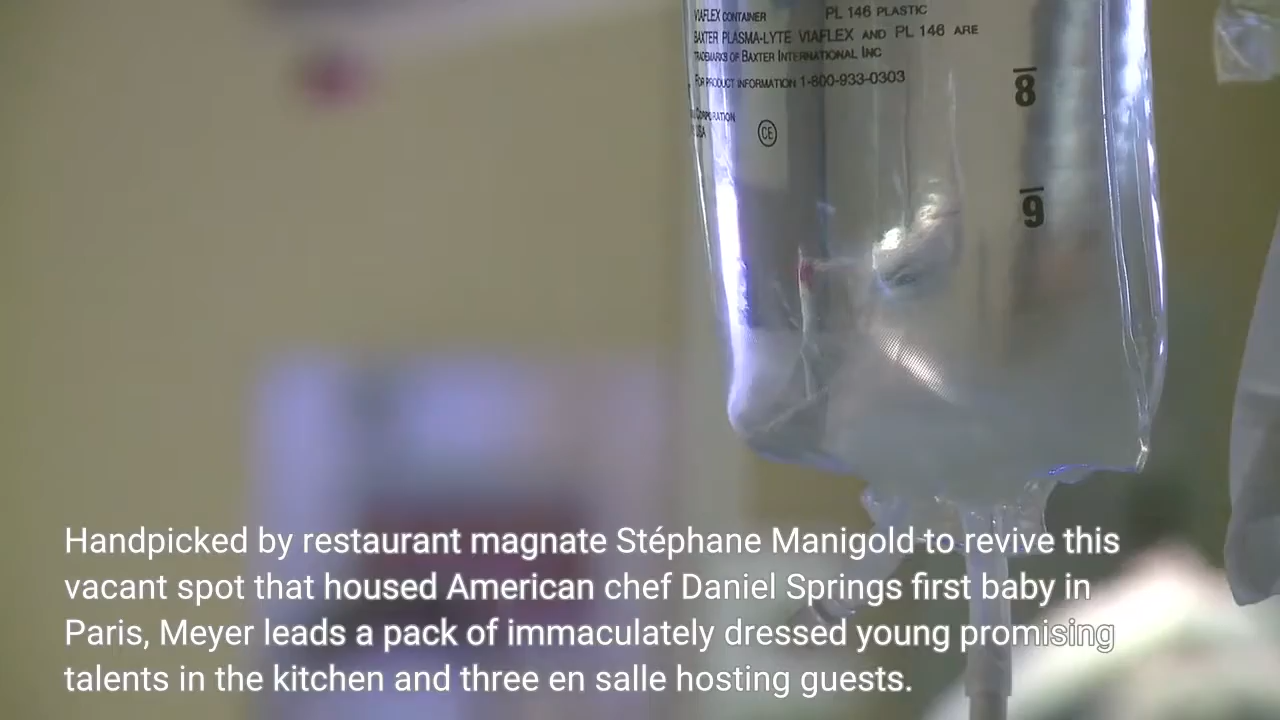 VIAFLEX CONTAINER PL 146 PLASTIC
BAXTER PLASMA-LYTE VIAFLEX AND PL 146 ARE
TRADEMARKS OF BAXTER INTERNATIONAL INC
FOR PRODUCT INFORMATION 1-800-933-0303
CORPORATION
USA
CE
8
9
Handpicked by restaurant magnate Stéphane Manigold to revive this
vacant spot that housed American chef Daniel Springs first baby in
Paris, Meyer leads a pack of immaculately dressed young promising
talents in the kitchen and three en salle hosting guests.